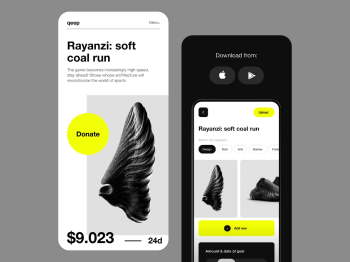 qeep
Menu
Rayanzi: soft
coal run
The game becomes increasingly high-speed,
stay ahead! Shoes whose architecture will
revolutionize the world of sports
Donate
$9.023
24d
Download from:
Upload
Rayanzi: soft coal run
Design
Tech
Arts
Games
Add new
Amount & date of goal